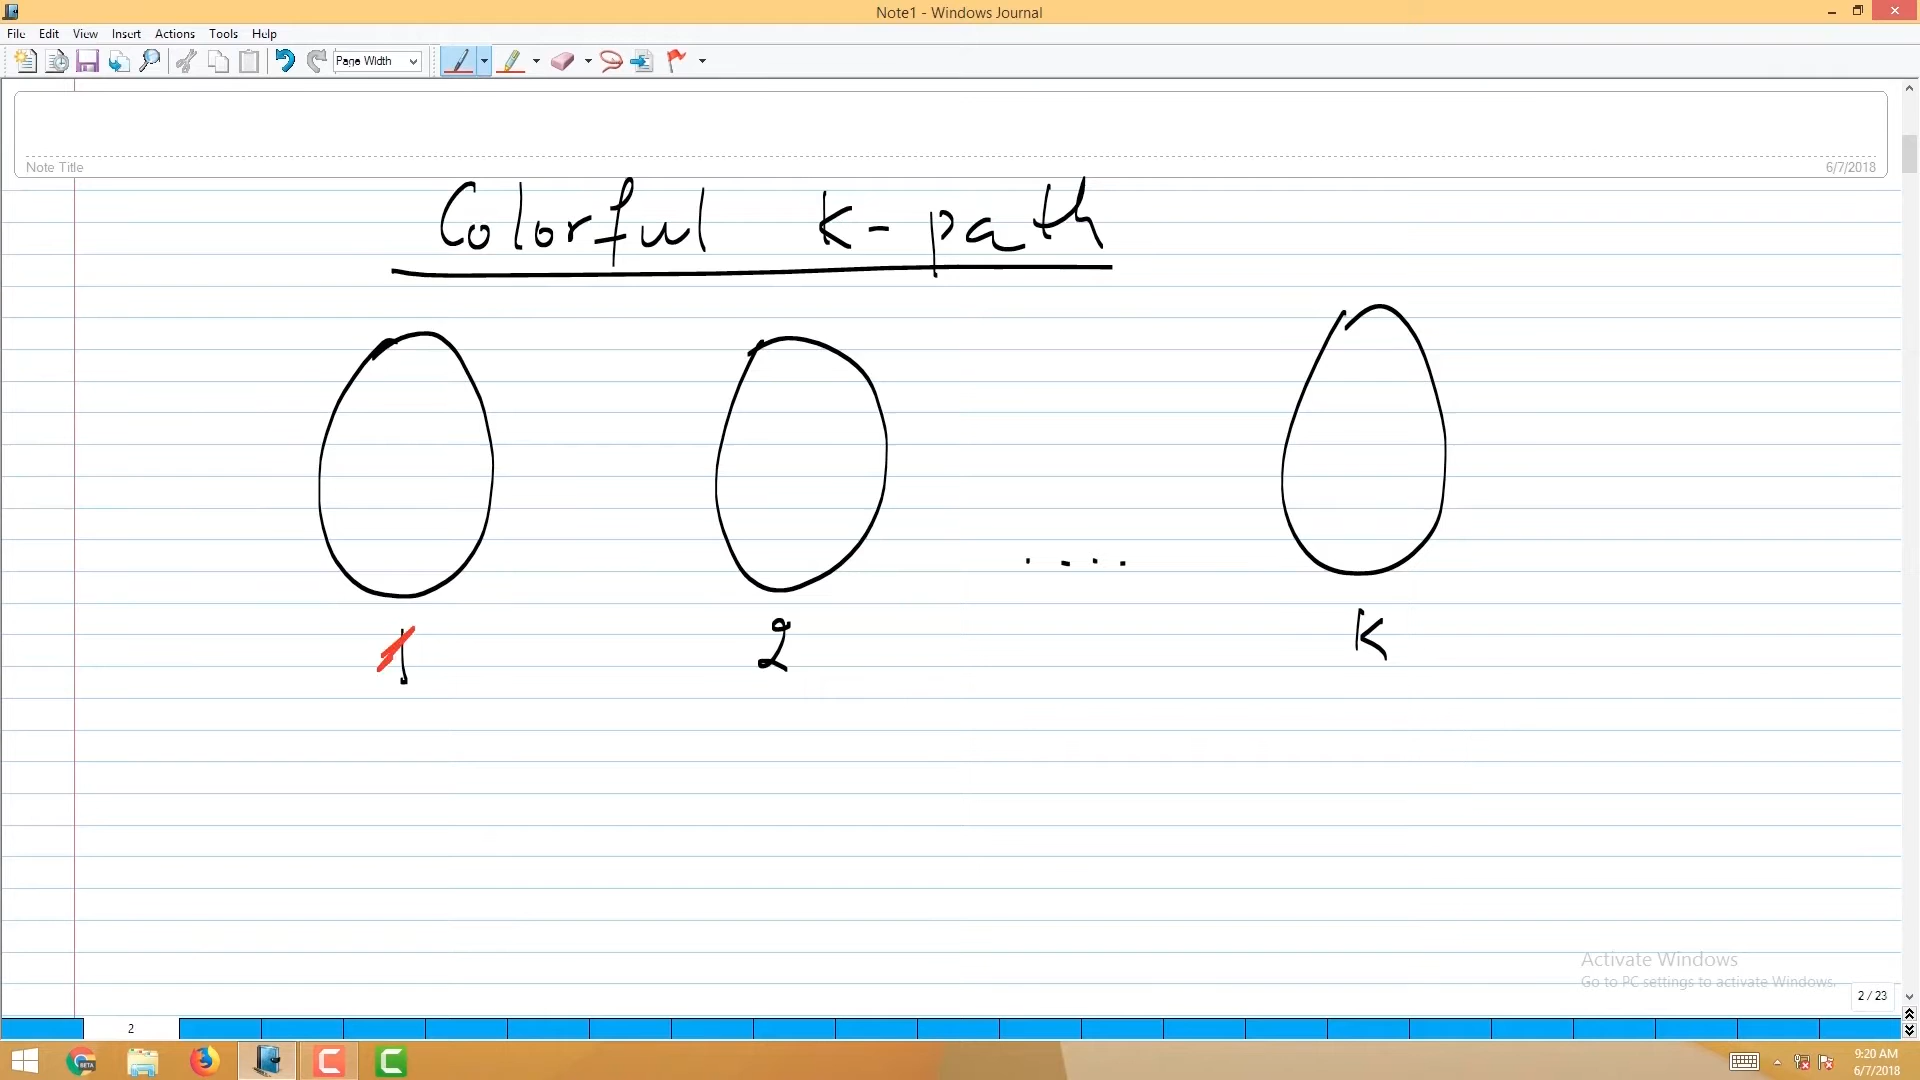 Note1 - Windows Journal
File Edit View Insert Actions Tools Help
Page Width
Note Title 6/7/2018
Colorful k-path
. . . .
1 2 K
Activate Windows
Go to PC settings to activate Windows.
2 / 23
2
BETA
9:20 AM
6/7/2018